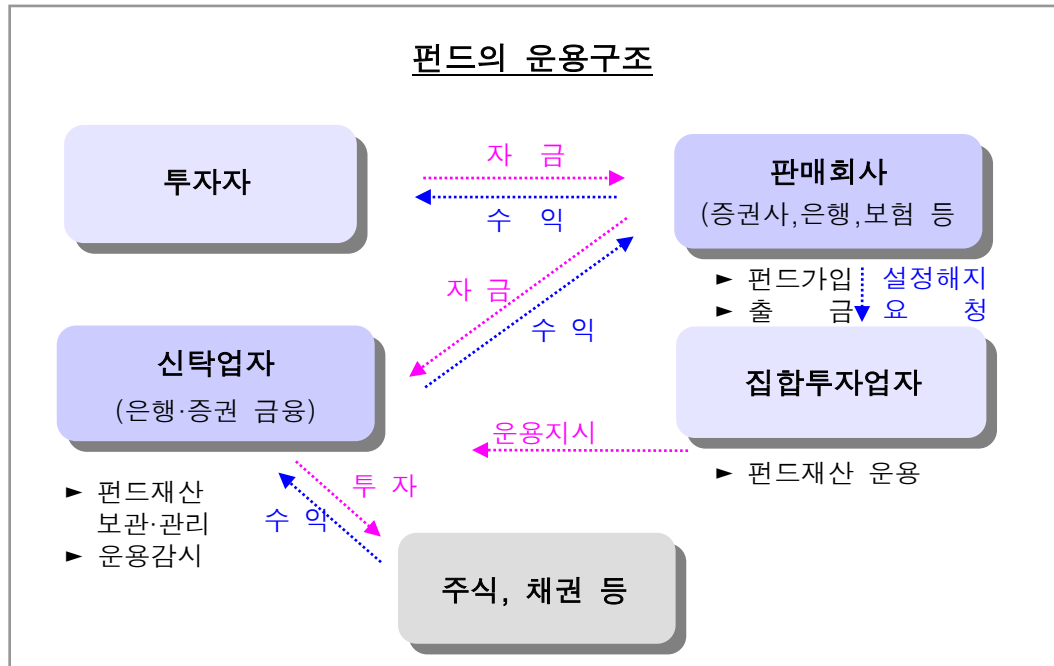 펀드의 운용구조
투자자
자 금
수 익
판매회사
(증권사,은행,보험 등
► 펀드가입
► 출 금
설정해지
요 청
자 금
수 익
신탁업자
(은행·증권 금융)
집합투자업자
운용지시
► 펀드재산 운용
► 펀드재산
보관·관리
► 운용감시
투 자
수 익
주식, 채권 등